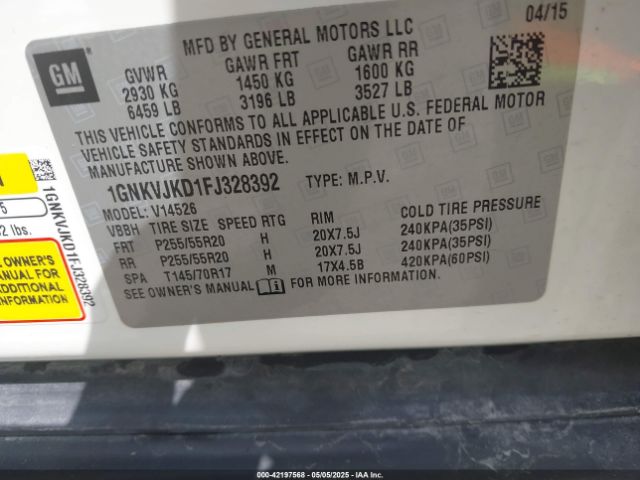 GM
MFD BY GENERAL MOTORS LLC
04/15
GVWR GAWR FRT GAWR RR
2930 KG 1450 KG 1600 KG
6459 LB 3196 LB 3527 LB
THIS VEHICLE CONFORMS TO ALL APPLICABLE U.S. FEDERAL MOTOR
VEHICLE SAFETY STANDARDS IN EFFECT ON THE DATE OF
MANUFACTURE SHOWN ABOVE.
1GNKVJKD1FJ328392 TYPE: M.P.V.
MODEL: V14526
VBBH TIRE SIZE SPEED RTG RIM COLD TIRE PRESSURE
FRT P255/55R20 H 20X7.5J 240KPA(35PSI)
RR P255/55R20 H 20X7.5J 240KPA(35PSI)
SPA T145/70R17 M 17X4.5B 420KPA(60PSI)
SEE OWNER'S MANUAL FOR MORE INFORMATION.
1GNKVJKD1FJ328392
lbs.
OWNER'S
MANUAL FOR
ADDITIONAL
INFORMATION
000-42197568 - 05/05/2025 - IAAI.COM